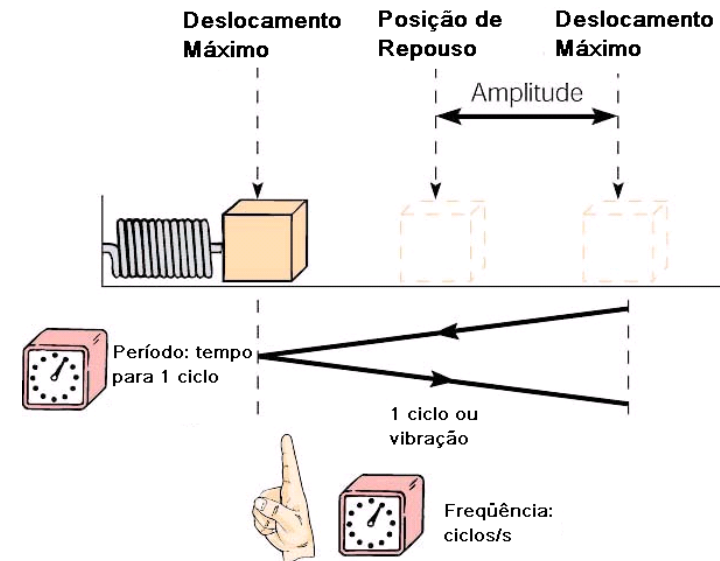 Deslocamento
Máximo
Posição de
Repouso
Deslocamento
Máximo
Amplitude
Período: tempo
para 1 ciclo
1 ciclo ou
vibração
Freqüência:
ciclos/s